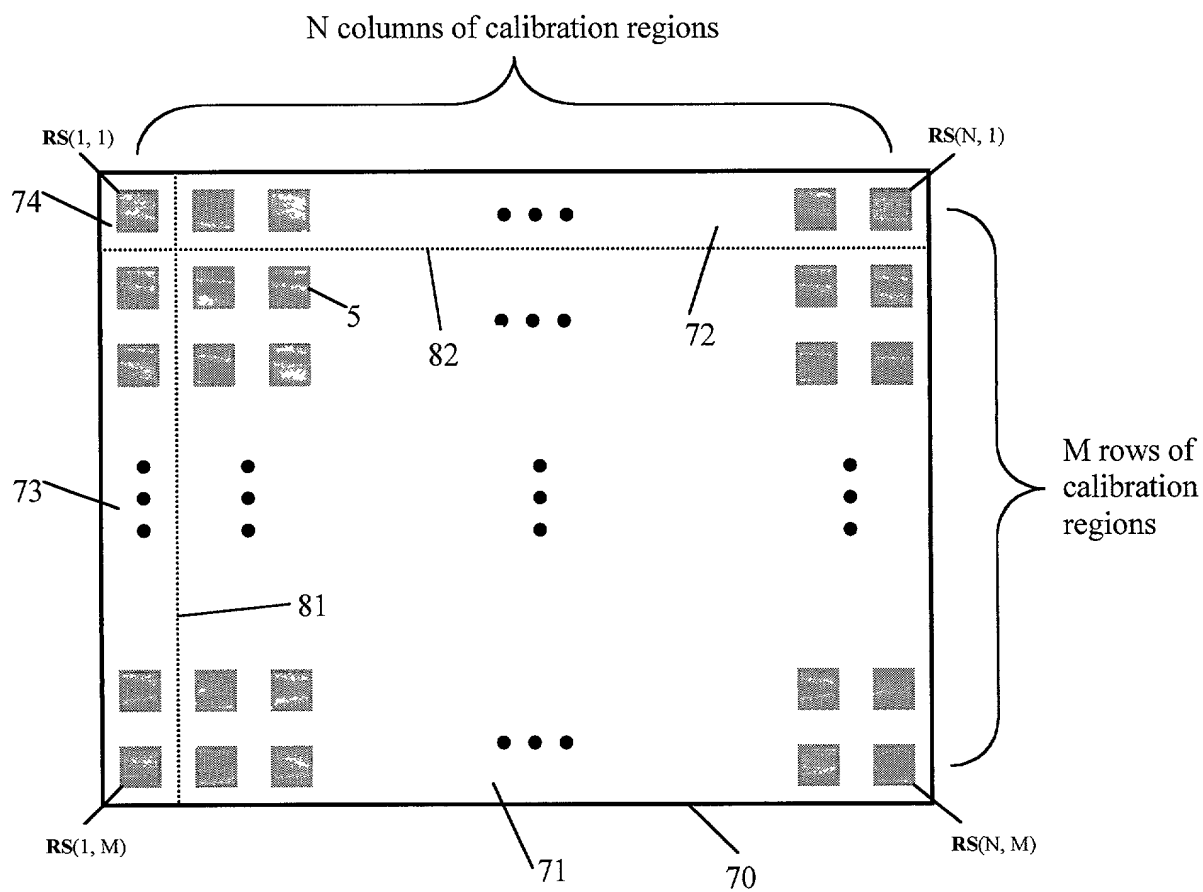 N columns of calibration regions
RS(1, 1)
RS(N, 1)
74
5
82
72
M rows of
calibration
regions
73
81
RS(1, M)
71
70
RS(N, M)